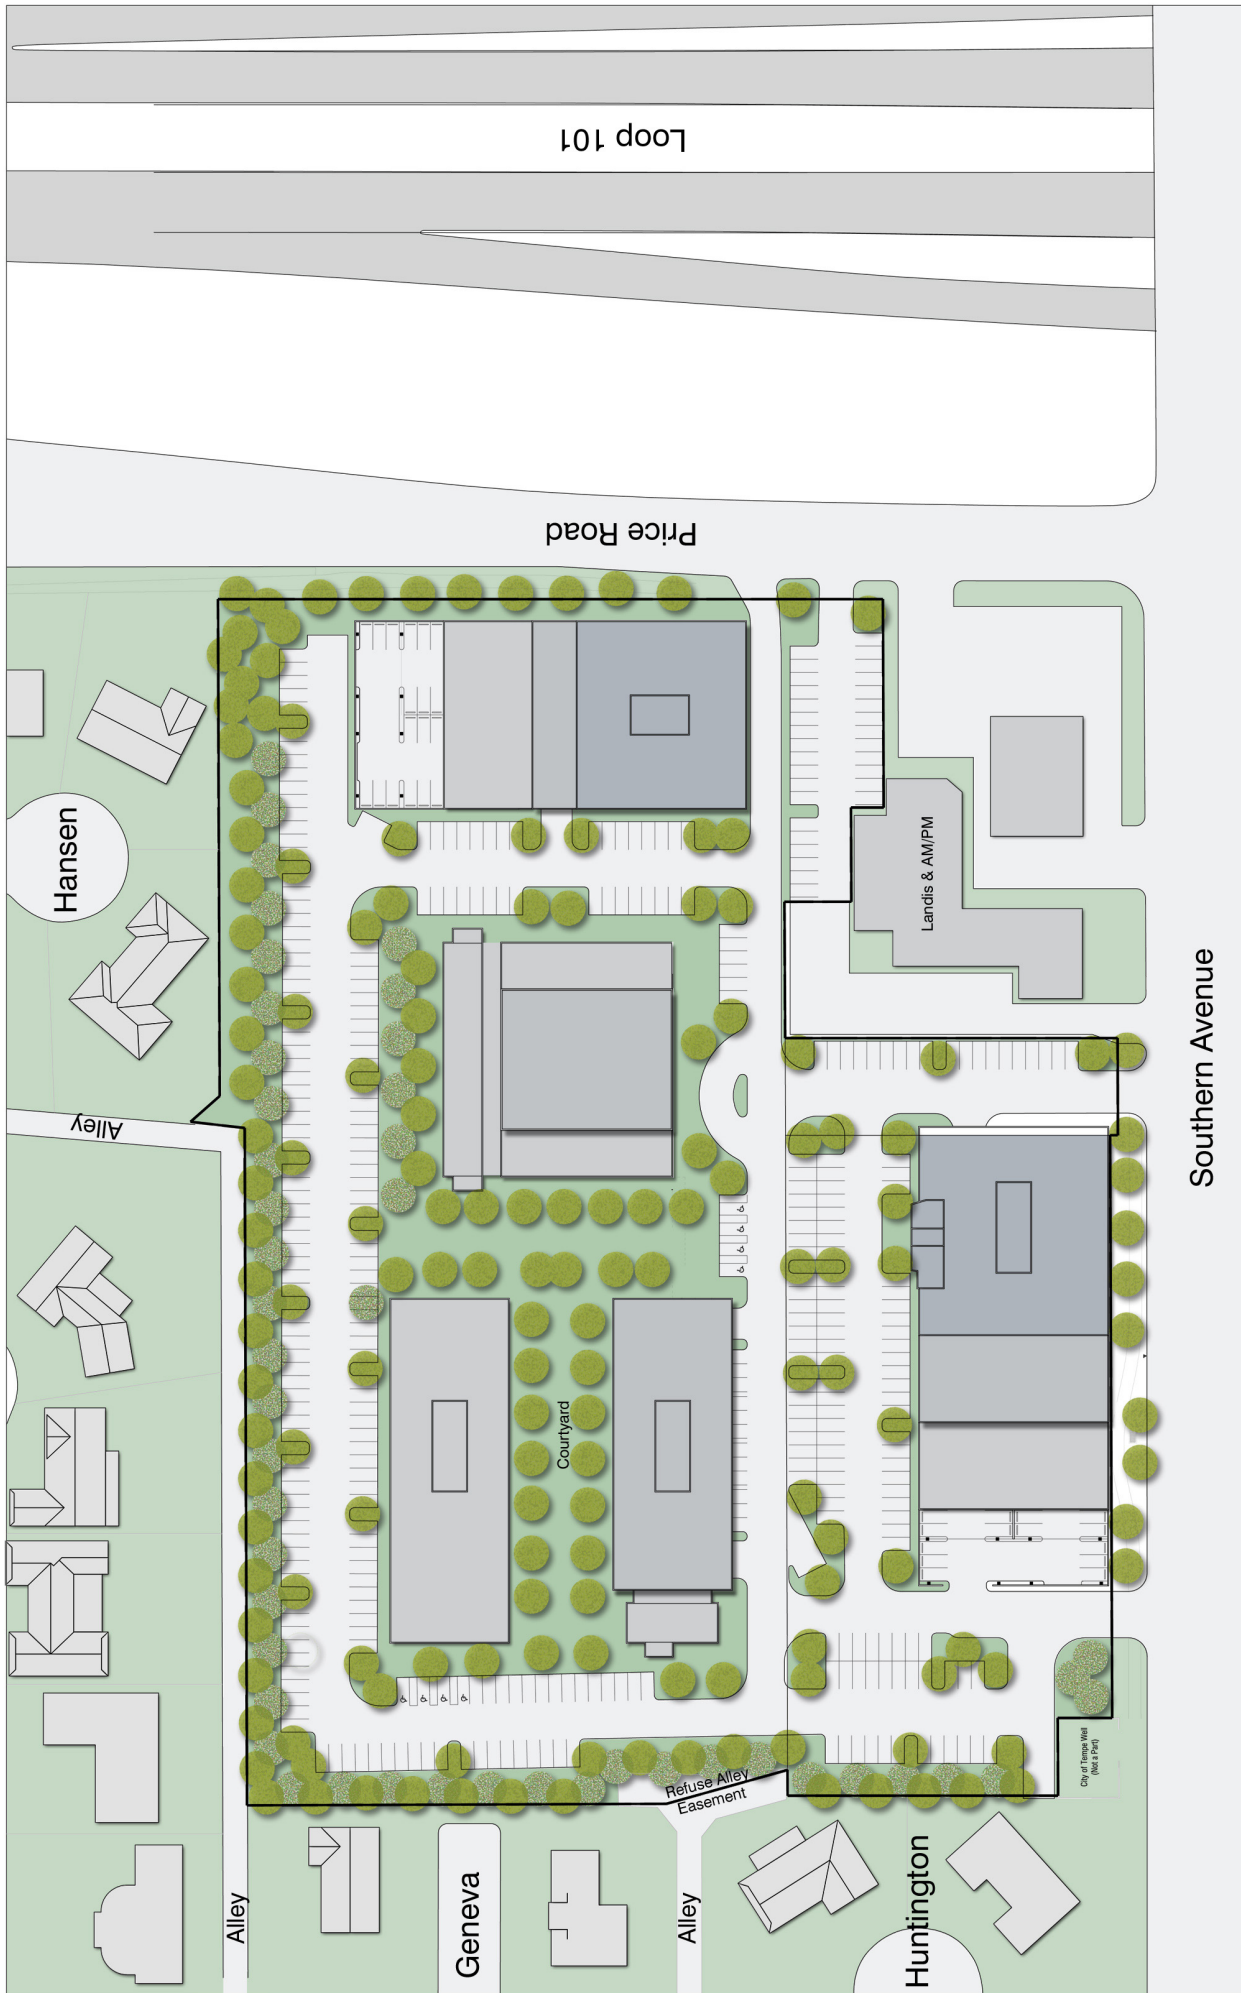 Loop 101
Price Road
Hansen
Landis & AM/PM
Southern Avenue
Alley
Courtyard
City of Tempe Well
(Not a Part)
Refuse Alley
Easement
Alley
Geneva
Alley
Huntington